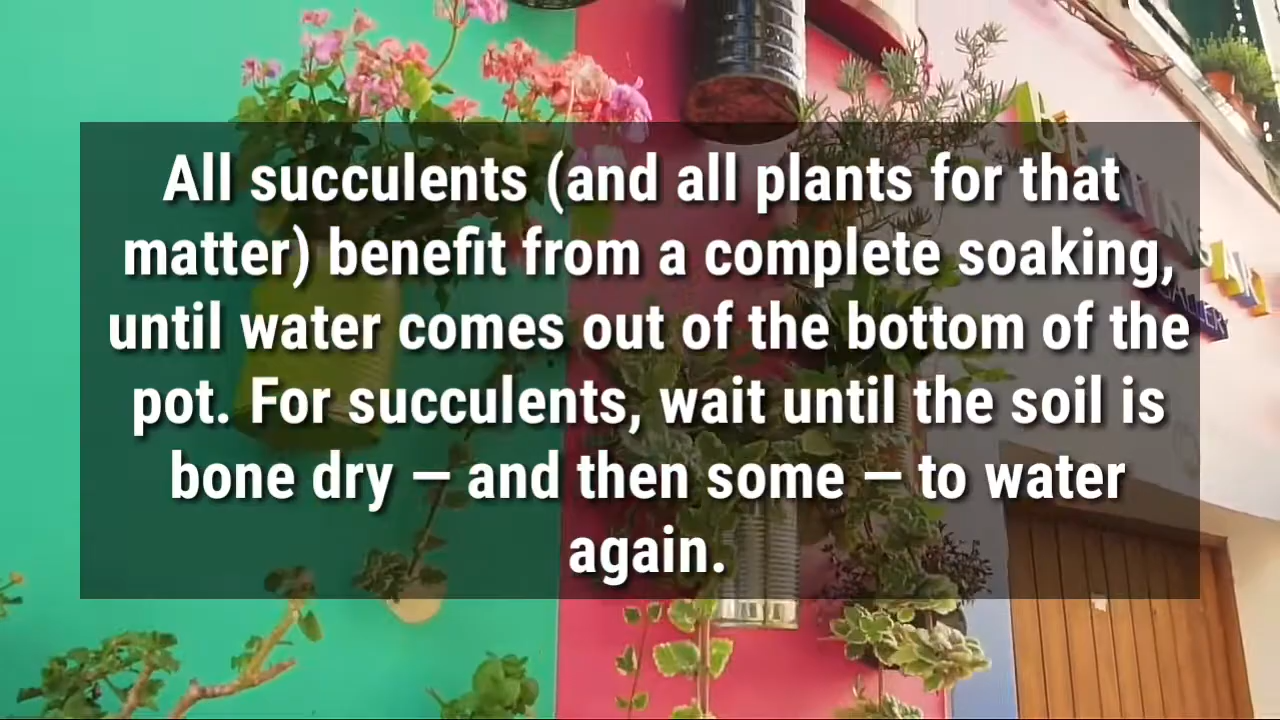 All succulents (and all plants for that
matter) benefit from a complete soaking,
until water comes out of the bottom of the
pot. For succulents, wait until the soil is
bone dry — and then some — to water
again.